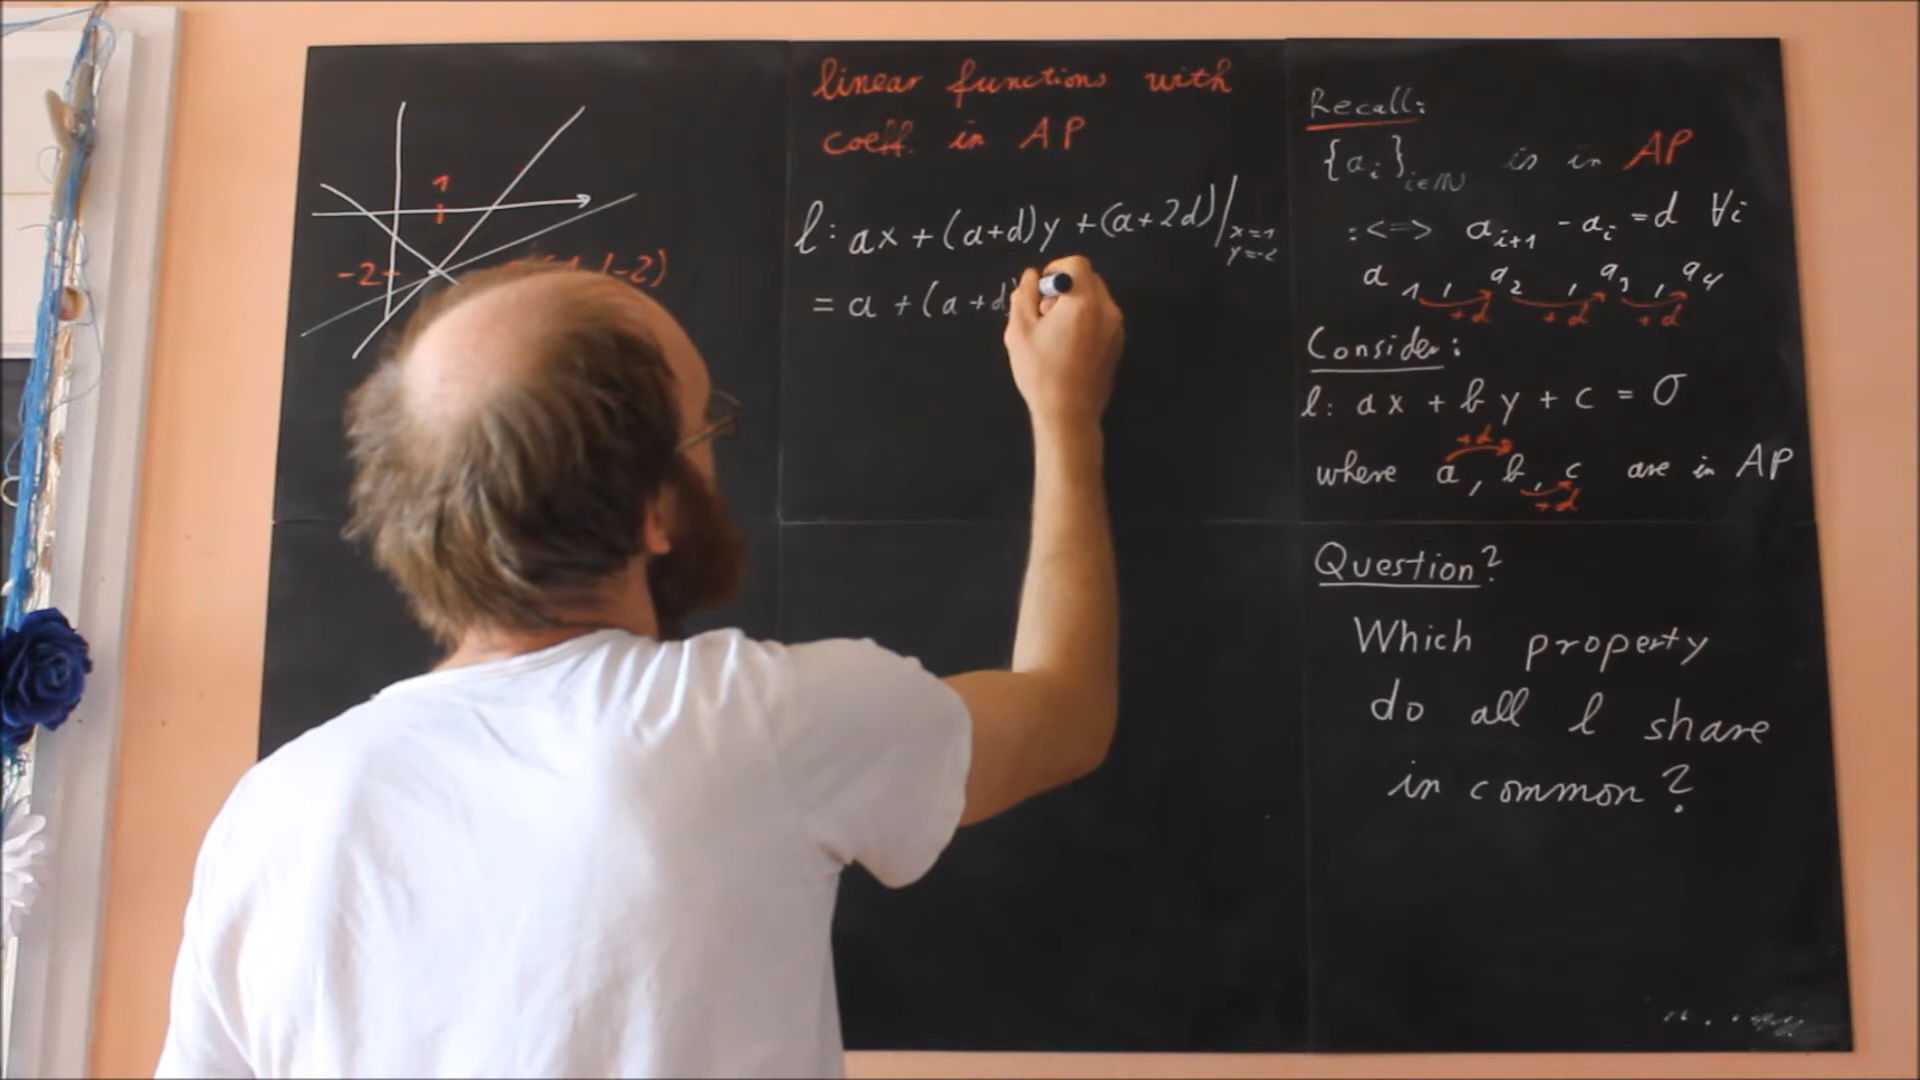 1
-2
-2)
linear functions with
coeff. in AP
l: ax + (a+d)y + (a+2d)|x=1
y=-2
= a + (a+d)
Recall:
{ai}i∈ℕ is in AP
:<=> ai+1 - ai = d ∀i
a1, a2, a3, a4
+d +d +d
Consider:
l: ax + by + c = 0
+d
where a, b, c are in AP
+d
Question?
Which property
do all l share
in common?